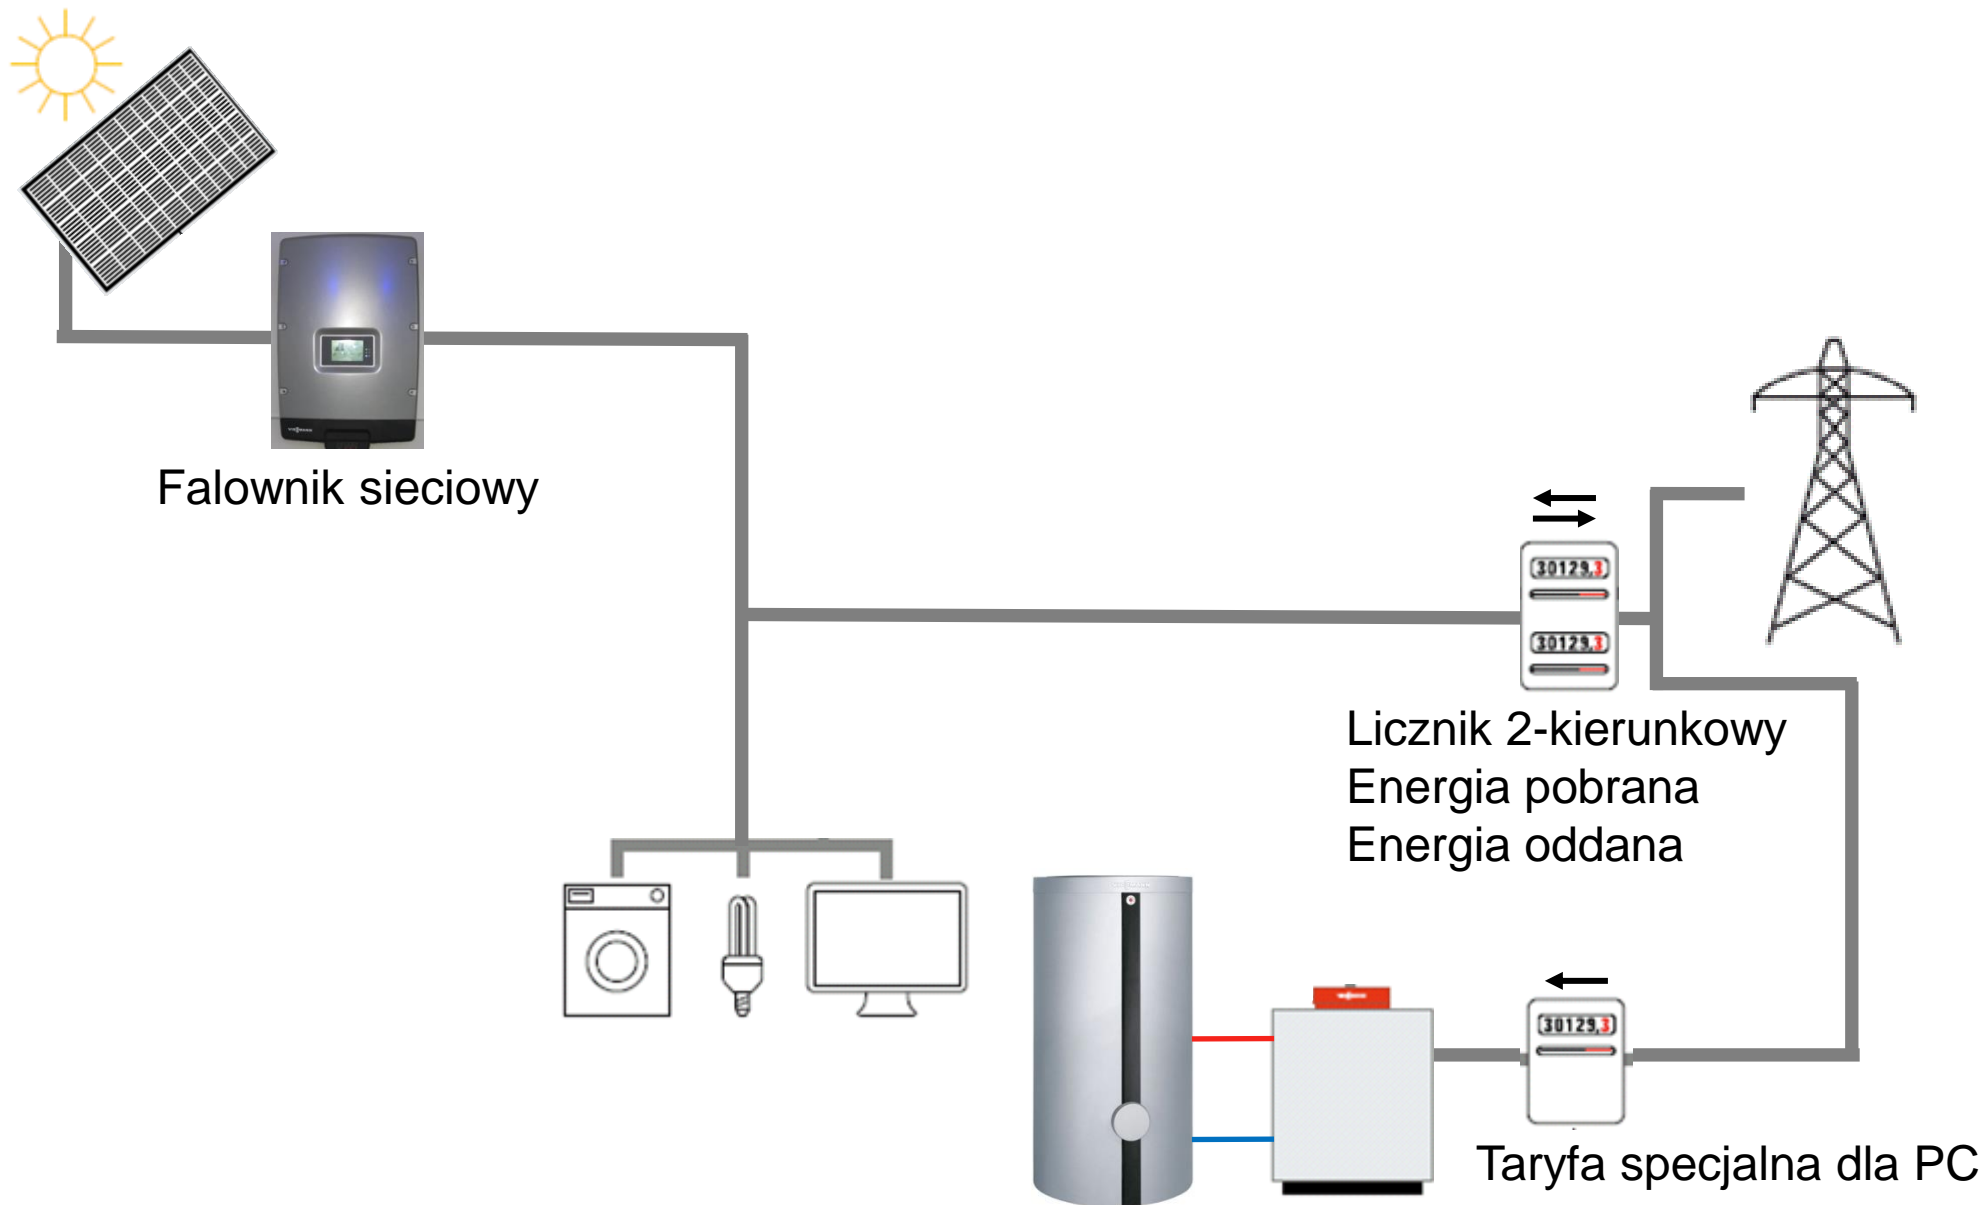 Falownik sieciowy
30129,3
30129,3
Licznik 2-kierunkowy
Energia pobrana
Energia oddana
30129,3
Taryfa specjalna dla PC